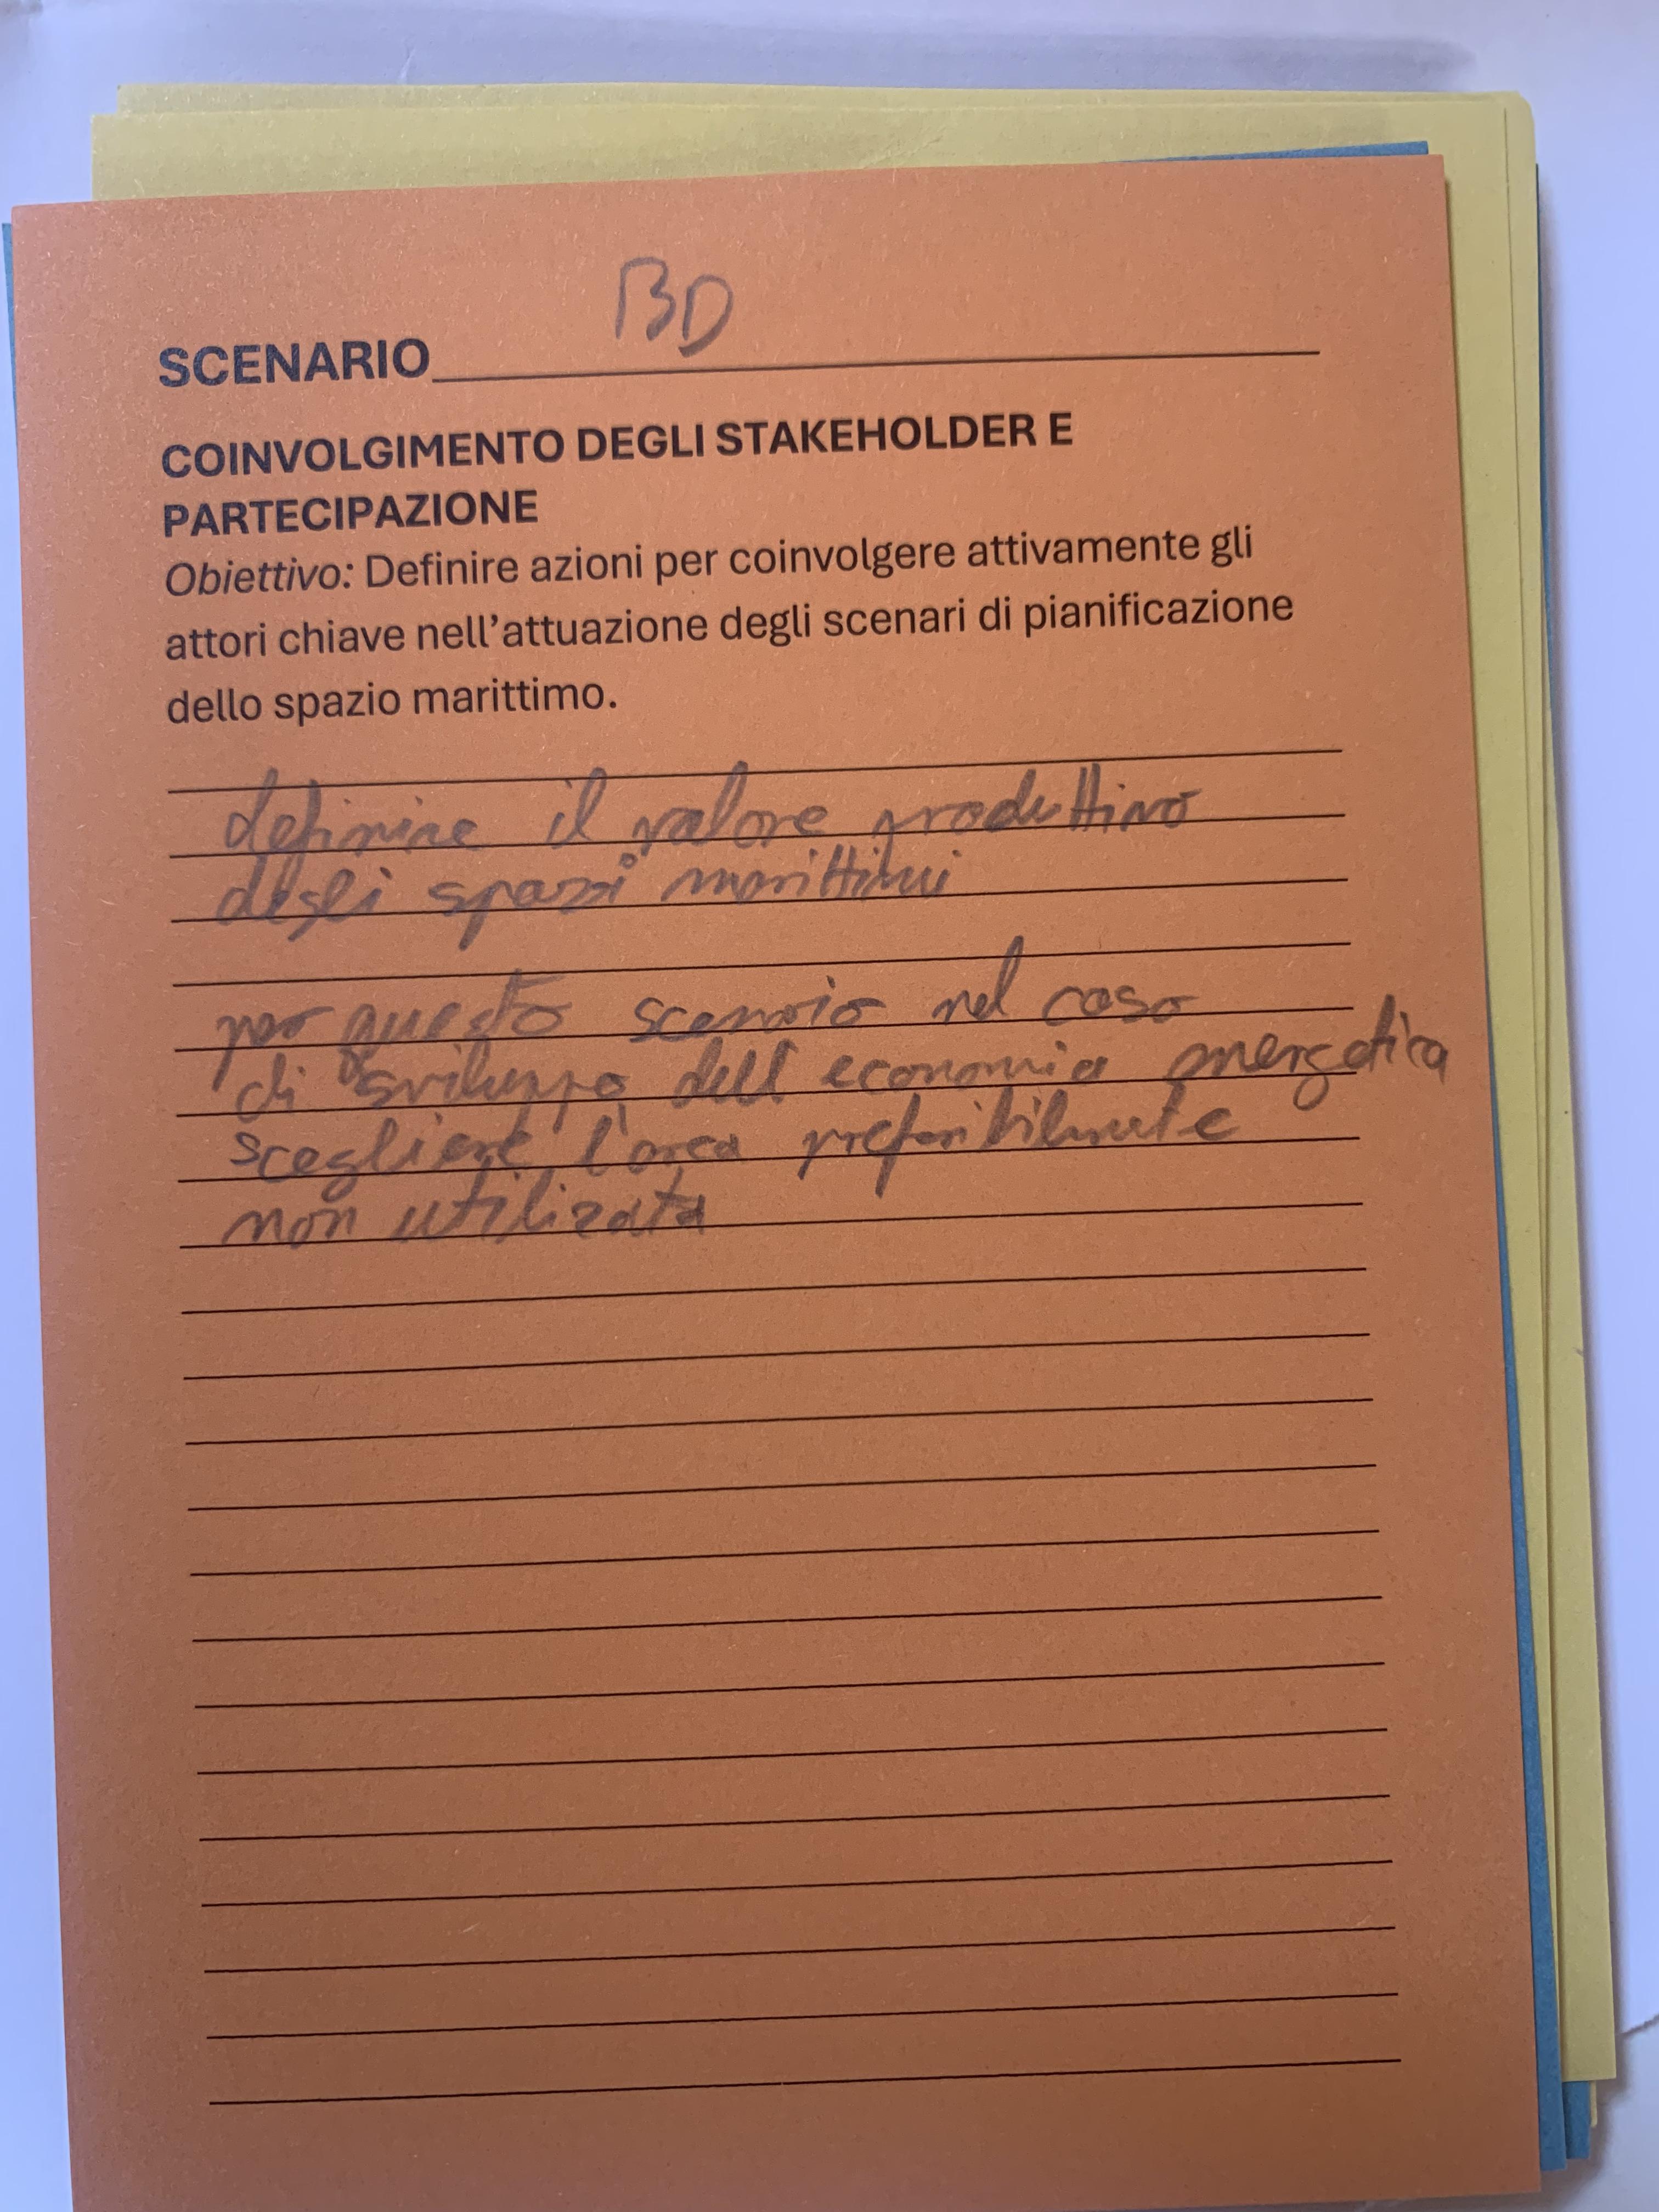 SCENARIO BD
COINVOLGIMENTO DEGLI STAKEHOLDER E
PARTECIPAZIONE
Obiettivo: Definire azioni per coinvolgere attivamente gli
attori chiave nell'attuazione degli scenari di pianificazione
dello spazio marittimo.
definire il valore produttivo
degli spazi marittimi
per questo scenario nel caso
di sviluppo dell economia energetica
scegliere l'area preferibilmente
non utilizata